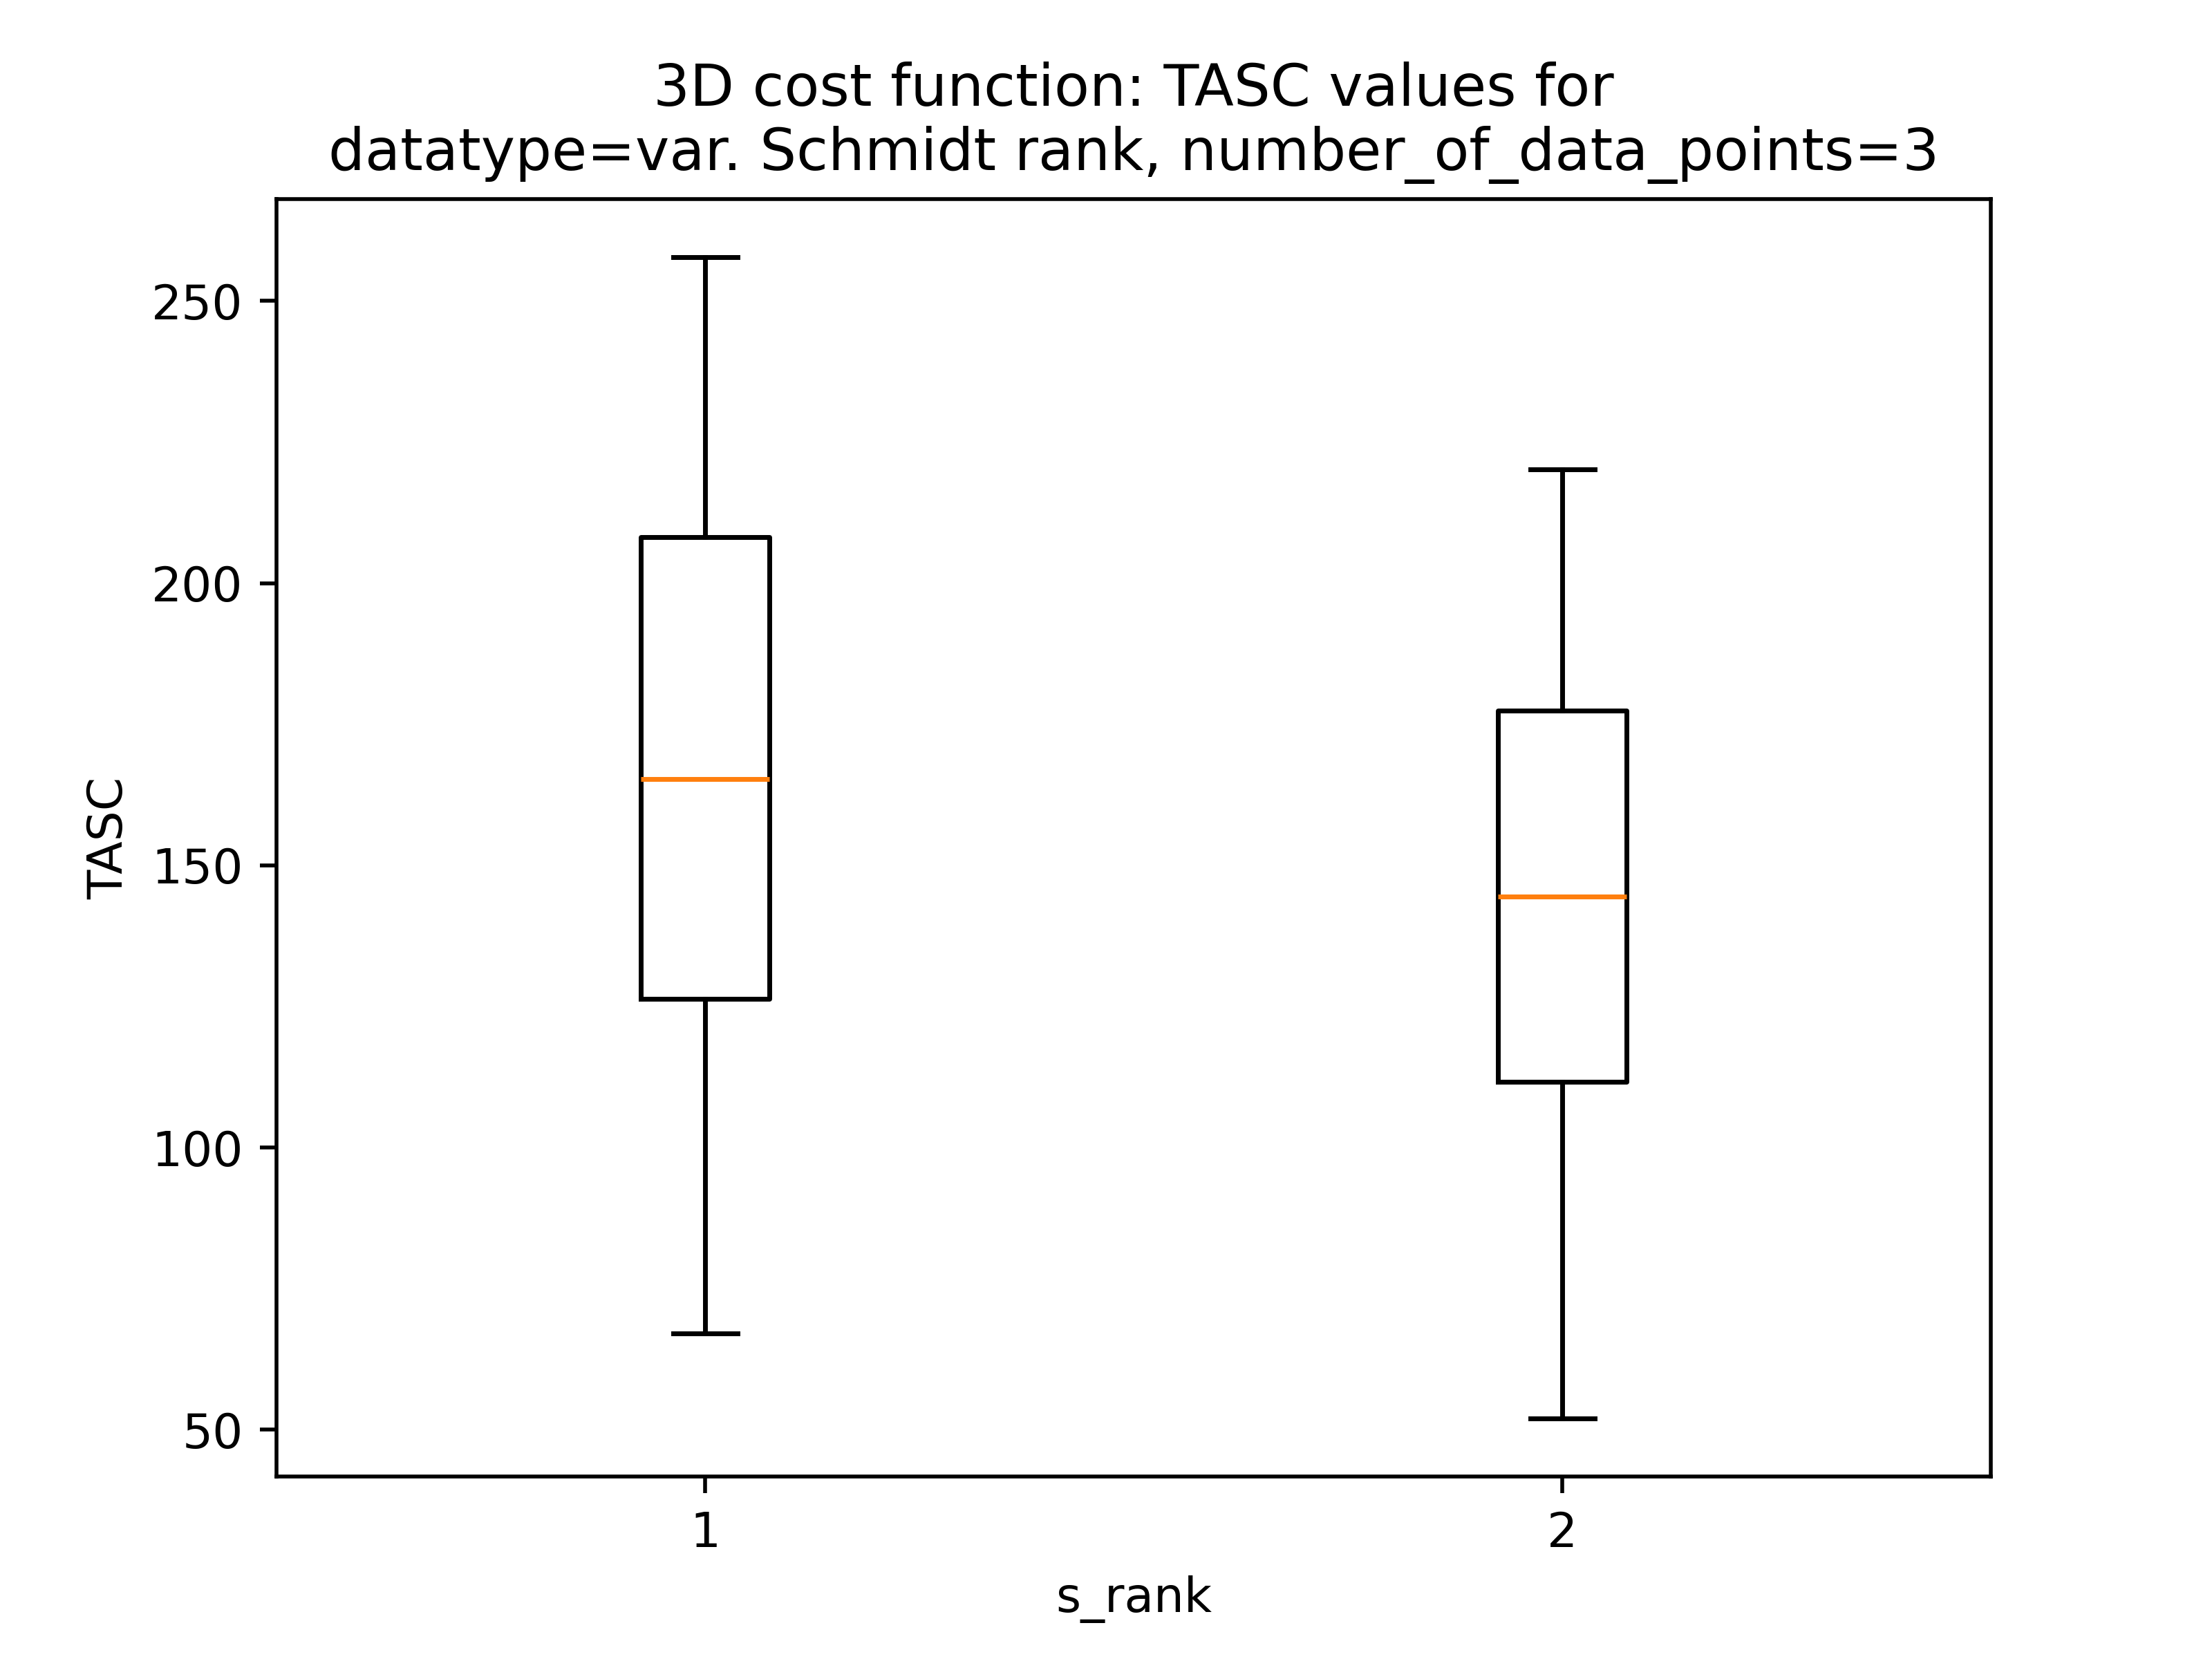 3D cost function: TASC values for
datatype=var. Schmidt rank, number_of_data_points=3
TASC
250
200
150
100
50
1
2
s_rank